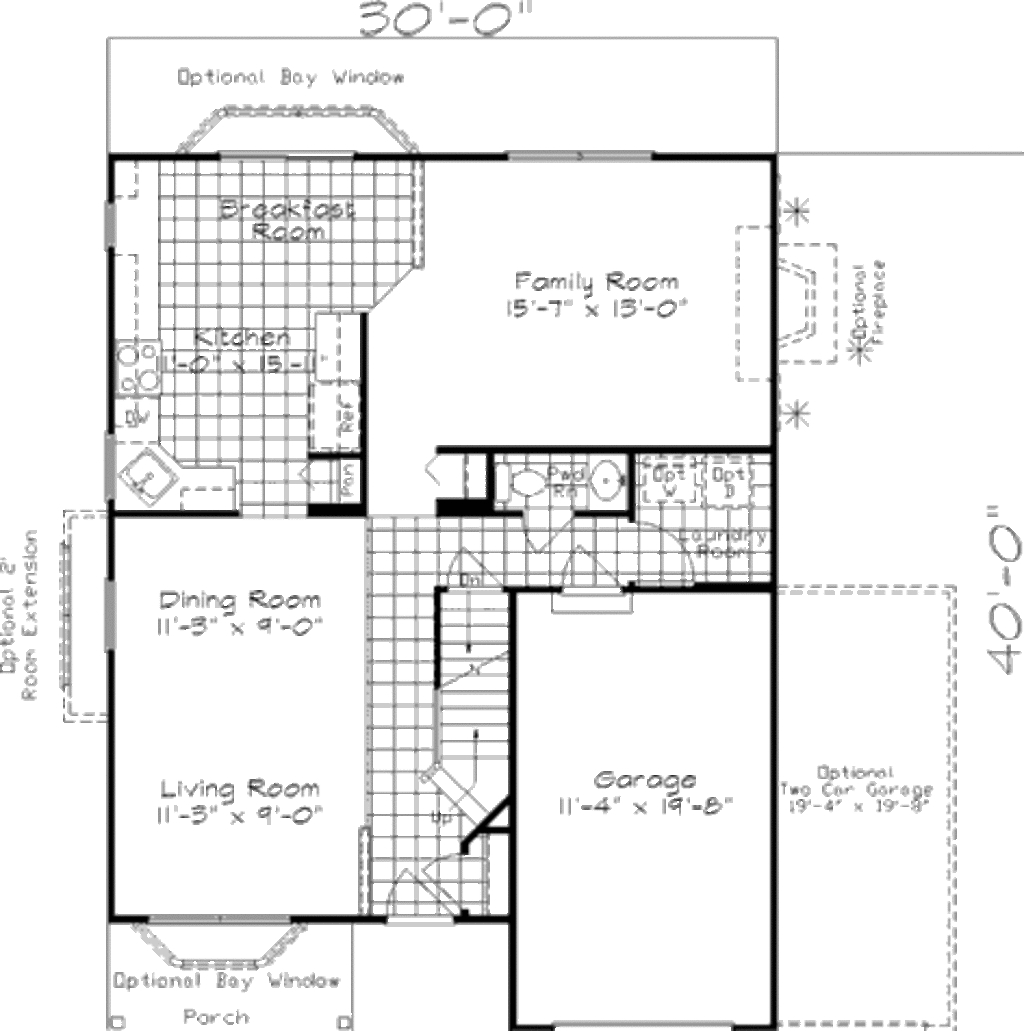 30'-0"
Optional Bay Window
Breakfast
Room
Family Room
15'-7" x 13'-0"
Optional
Fireplace
Kitchen
1'-0" x 15'-11"
DW
Ref
Pan
Pwd
Rm
Opt
W
Opt
D
Laundry
Room
Optional 2'
Room Extension
40'-0"
Dn
Dining Room
11'-3" x 9'-0"
Living Room
11'-3" x 9'-0"
Up
Garage
11'-4" x 19'-8"
Optional
Two Car Garage
19'-4" x 19'-8"
Optional Bay Window
Porch